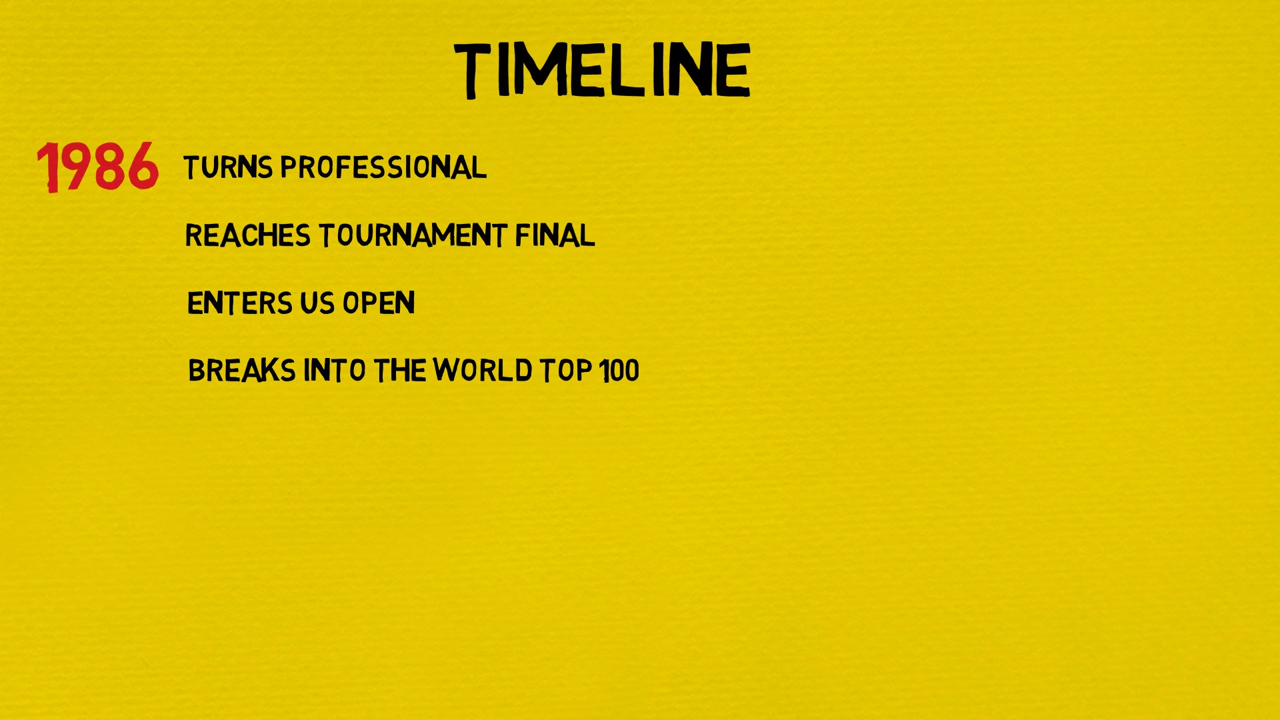 TIMELINE
1986 TURNS PROFESSIONAL
REACHES TOURNAMENT FINAL
ENTERS US OPEN
BREAKS INTO THE WORLD TOP 100